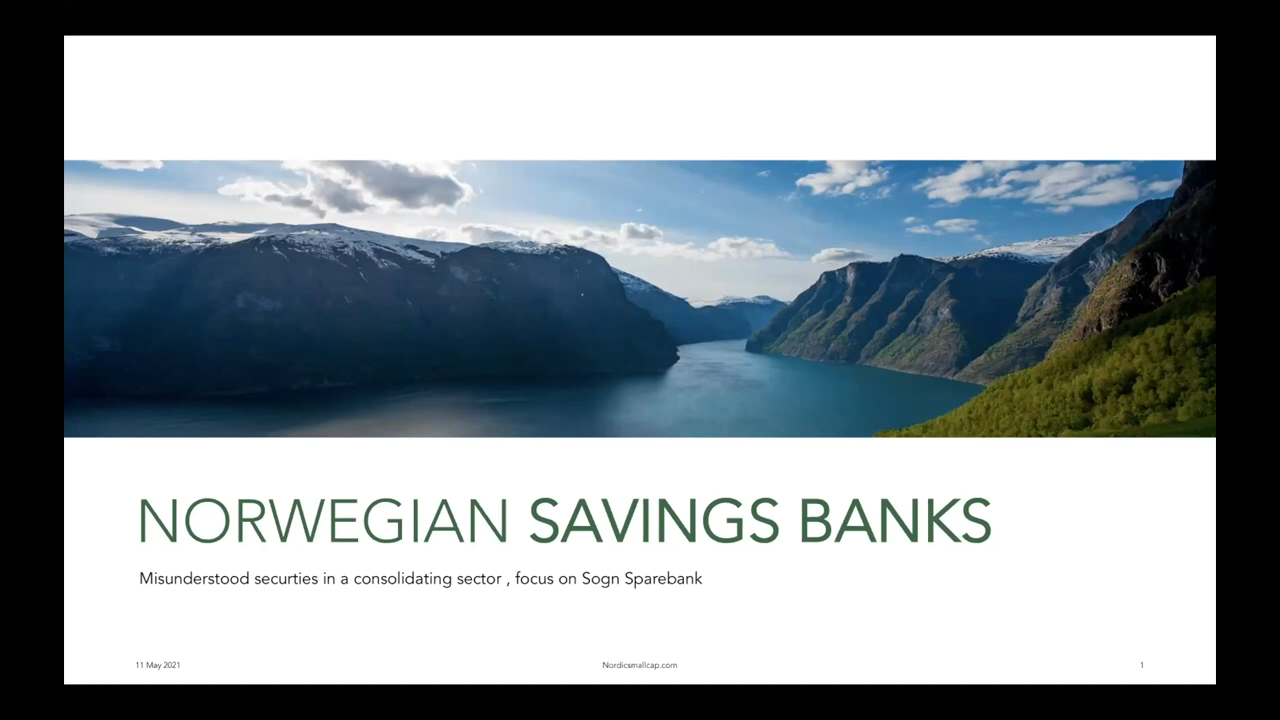 NORWEGIAN SAVINGS BANKS
Misunderstood securties in a consolidating sector , focus on Sogn Sparebank
11 May 2021 Nordicsmallcap.com 1